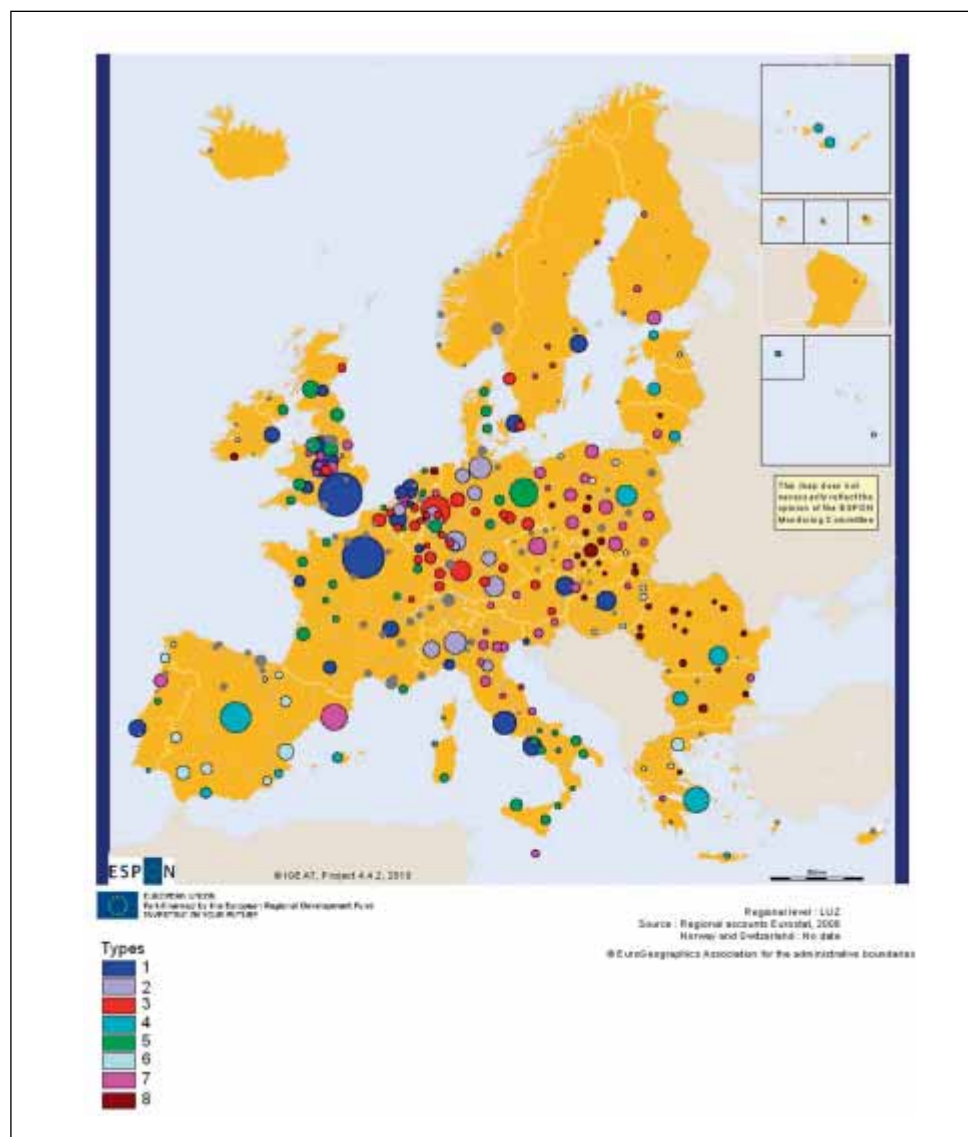 This map does not
necessarily reflect the
opinion of the ESPON
Monitoring Committee
ESPON
© IGEAT, Project 4.4.2, 2010
EUROPEAN UNION
Part-financed by the European Regional Development Fund
INVESTING IN YOUR FUTURE
Regional level : LUZ
Source : Regional accounts Eurostat, 2006
Norway and Switzerland : No data
© EuroGeographics Association for the administrative boundaries
Types
1
2
3
4
5
6
7
8